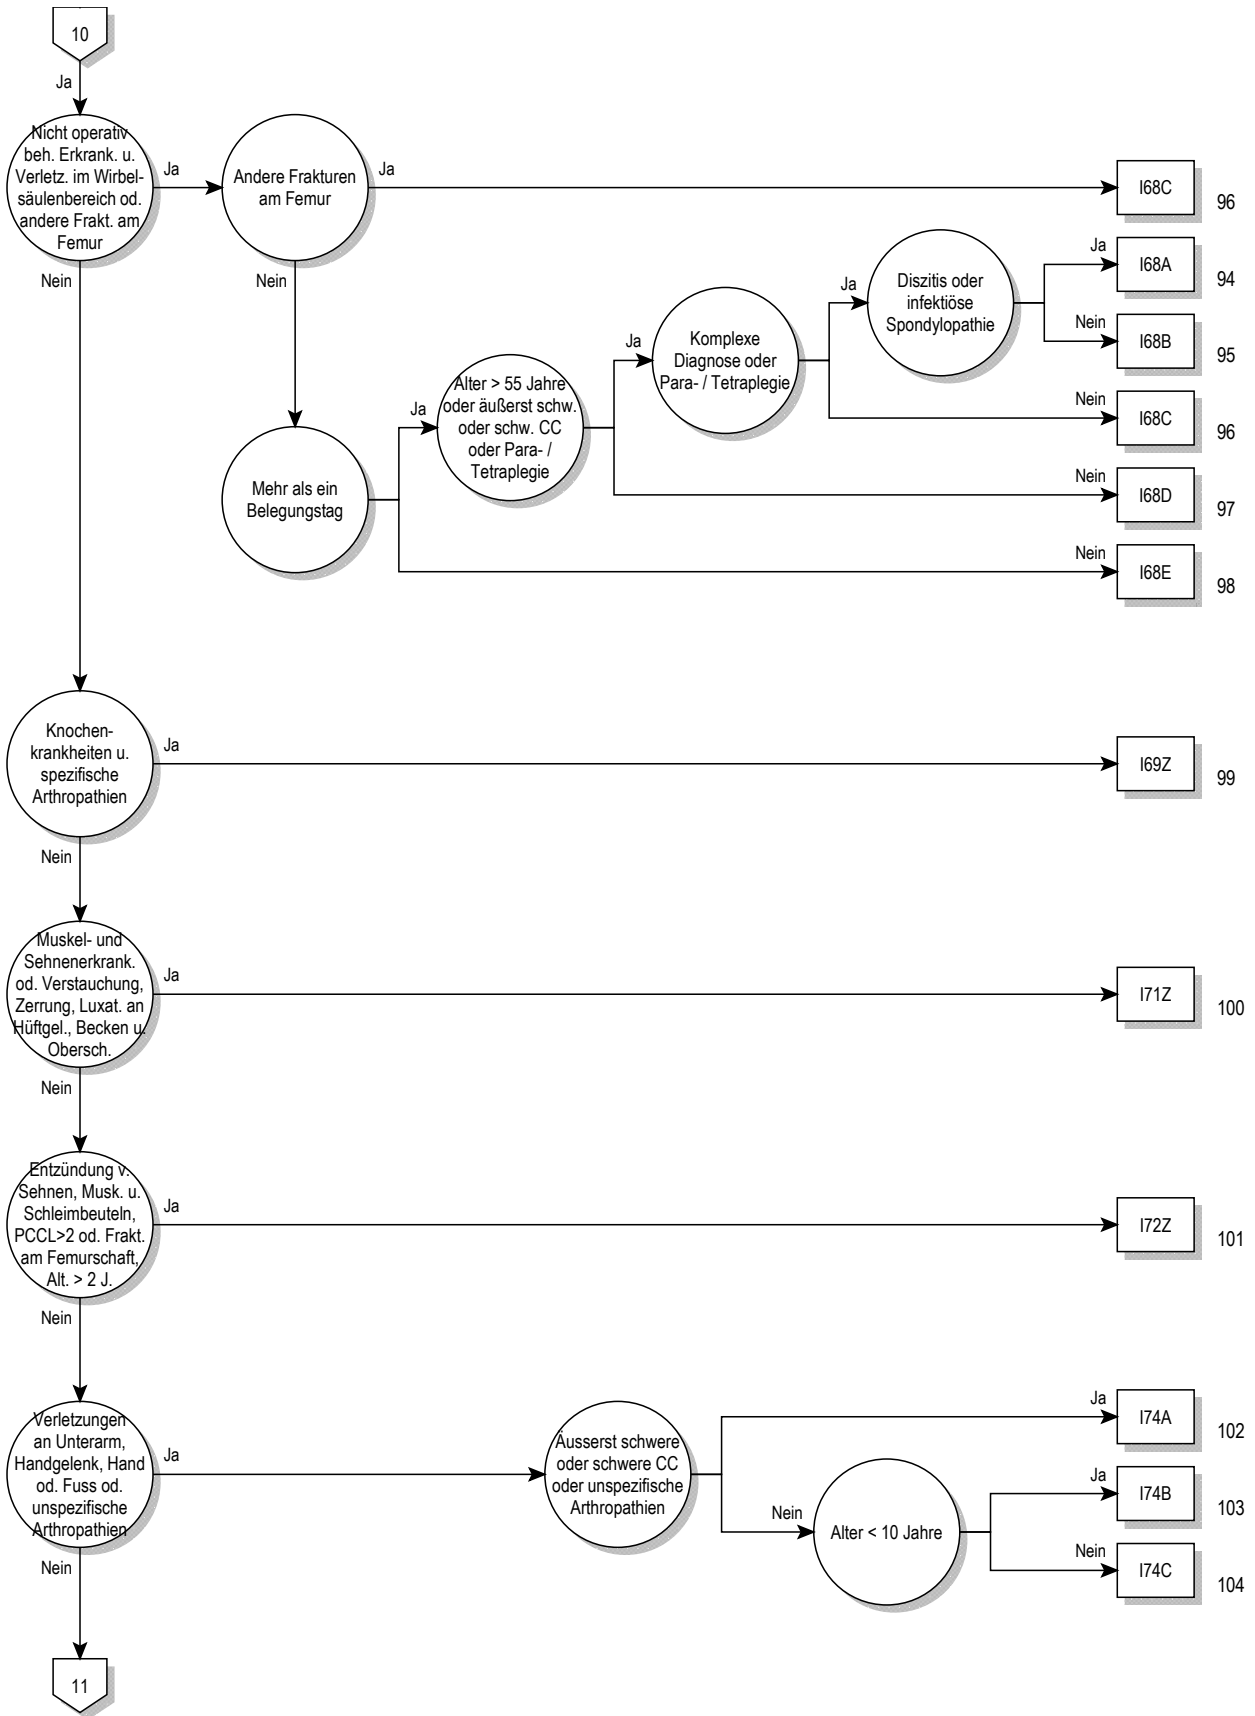 10
Ja
Nicht operativ
beh. Erkrank. u.
Verletz. im Wirbel-
säulenbereich od.
andere Frakt. am
Femur
Ja
Andere Frakturen
am Femur
Ja
I68C
96
Nein
Nein
Mehr als ein
Belegungstag
Ja
Alter > 55 Jahre
oder äußerst schw.
oder schw. CC
oder Para- /
Tetraplegie
Ja
Komplexe
Diagnose oder
Para- / Tetraplegie
Ja
Diszitis oder
infektiöse
Spondylopathie
Ja
I68A
94
Nein
I68B
95
Nein
I68C
96
Nein
I68D
97
Nein
I68E
98
Knochen-
krankheiten u.
spezifische
Arthropathien
Ja
I69Z
99
Nein
Muskel- und
Sehnenerkrank.
od. Verstauchung,
Zerrung, Luxat. an
Hüftgel., Becken u.
Obersch.
Ja
I71Z
100
Nein
Entzündung v.
Sehnen, Musk. u.
Schleimbeuteln,
PCCL>2 od. Frakt.
am Femurschaft,
Alt. > 2 J.
Ja
I72Z
101
Nein
Verletzungen
an Unterarm,
Handgelenk, Hand
od. Fuss od.
unspezifische
Arthropathien
Ja
Äusserst schwere
oder schwere CC
oder unspezifische
Arthropathien
Ja
I74A
102
Nein
Alter < 10 Jahre
Ja
I74B
103
Nein
I74C
104
Nein
11